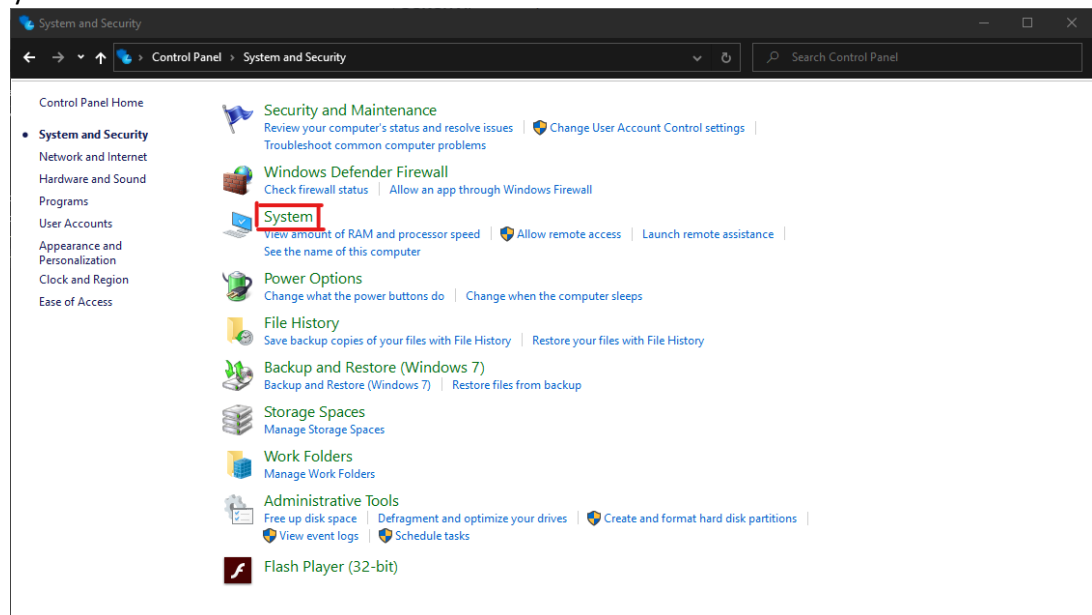 System and Security
Control Panel › System and Security
Search Control Panel
Control Panel Home
System and Security
Network and Internet
Hardware and Sound
Programs
User Accounts
Appearance and
Personalization
Clock and Region
Ease of Access
Security and Maintenance
Review your computer's status and resolve issues | Change User Account Control settings |
Troubleshoot common computer problems
Windows Defender Firewall
Check firewall status | Allow an app through Windows Firewall
System
View amount of RAM and processor speed | Allow remote access | Launch remote assistance |
See the name of this computer
Power Options
Change what the power buttons do | Change when the computer sleeps
File History
Save backup copies of your files with File History | Restore your files with File History
Backup and Restore (Windows 7)
Backup and Restore (Windows 7) | Restore files from backup
Storage Spaces
Manage Storage Spaces
Work Folders
Manage Work Folders
Administrative Tools
Free up disk space | Defragment and optimize your drives | Create and format hard disk partitions |
View event logs | Schedule tasks
Flash Player (32-bit)